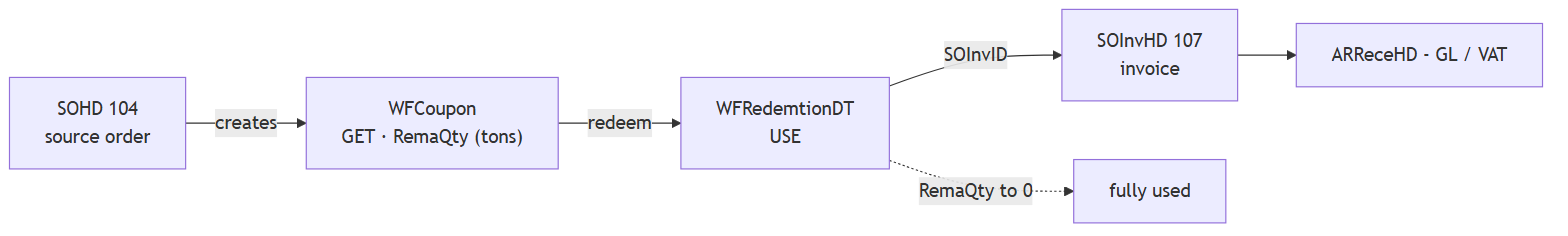 SOHD 104
source order
creates
WFCoupon
GET · RemaQty (tons)
redeem
WFRedemtionDT
USE
SOInvID
SOInvHD 107
invoice
ARReceHD - GL / VAT
RemaQty to 0
fully used